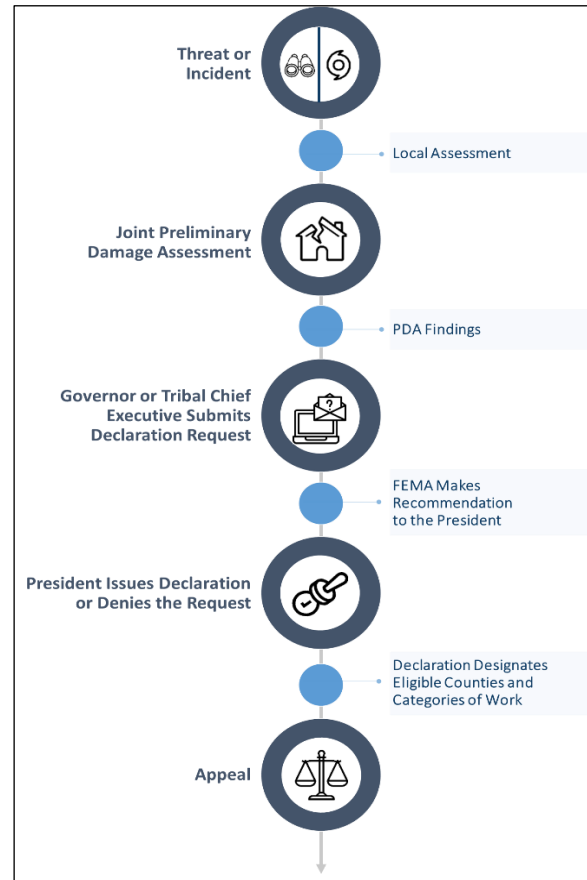 Threat or
Incident
Local Assessment
Joint Preliminary
Damage Assessment
PDA Findings
Governor or Tribal Chief
Executive Submits
Declaration Request
?
FEMA Makes
Recommendation
to the President
President Issues Declaration
or Denies the Request
Declaration Designates
Eligible Counties and
Categories of Work
Appeal